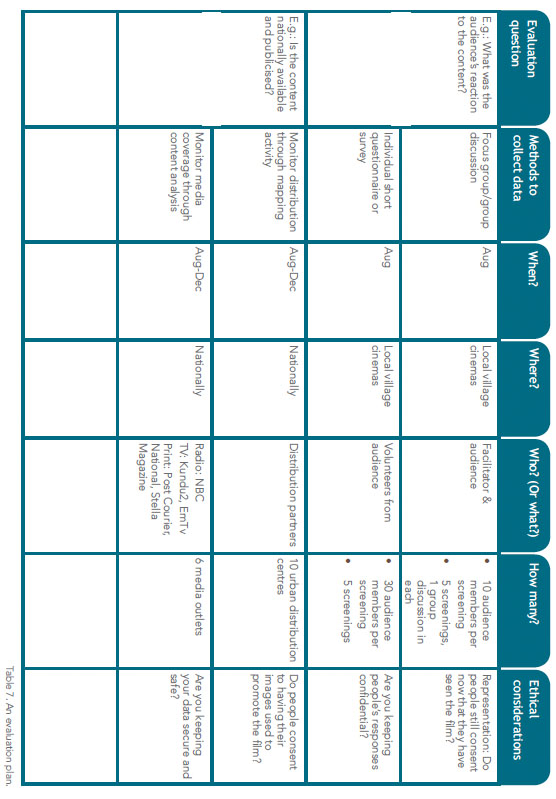 Evaluation
question
Methods to
collect data
When?
Where?
Who? (Or what?)
How many?
Ethical
considerations
E.g.: What was the
audience's reaction
to the content?
Focus group/group
discussion
Aug
Local village
cinemas
Facilitator &
audience
• 10 audience
members per
screening
• 5 screenings,
1 group
discussion in
each
Representation: Do
people still consent
now that they have
seen the film?
Individual short
questionnaire or
survey
Aug
Local village
cinemas
Volunteers from
audience
• 30 audience
members per
screening
• 5 screenings
Are you keeping
people's responses
confidential?
E.g.: Is the content
nationally available
and publicised?
Monitor distribution
through mapping
activity
Aug-Dec
Nationally
Distribution partners
10 urban distribution
centres
Do people consent
to having their
images used to
promote the film?
Monitor media
coverage through
content analysis
Aug-Dec
Nationally
Radio: NBC
TV: Kundu2, EmTv
Print: Post Courier,
National, Stella
Magazine
6 media outlets
Are you keeping
your data secure and
safe?
Table 7. An evaluation plan.